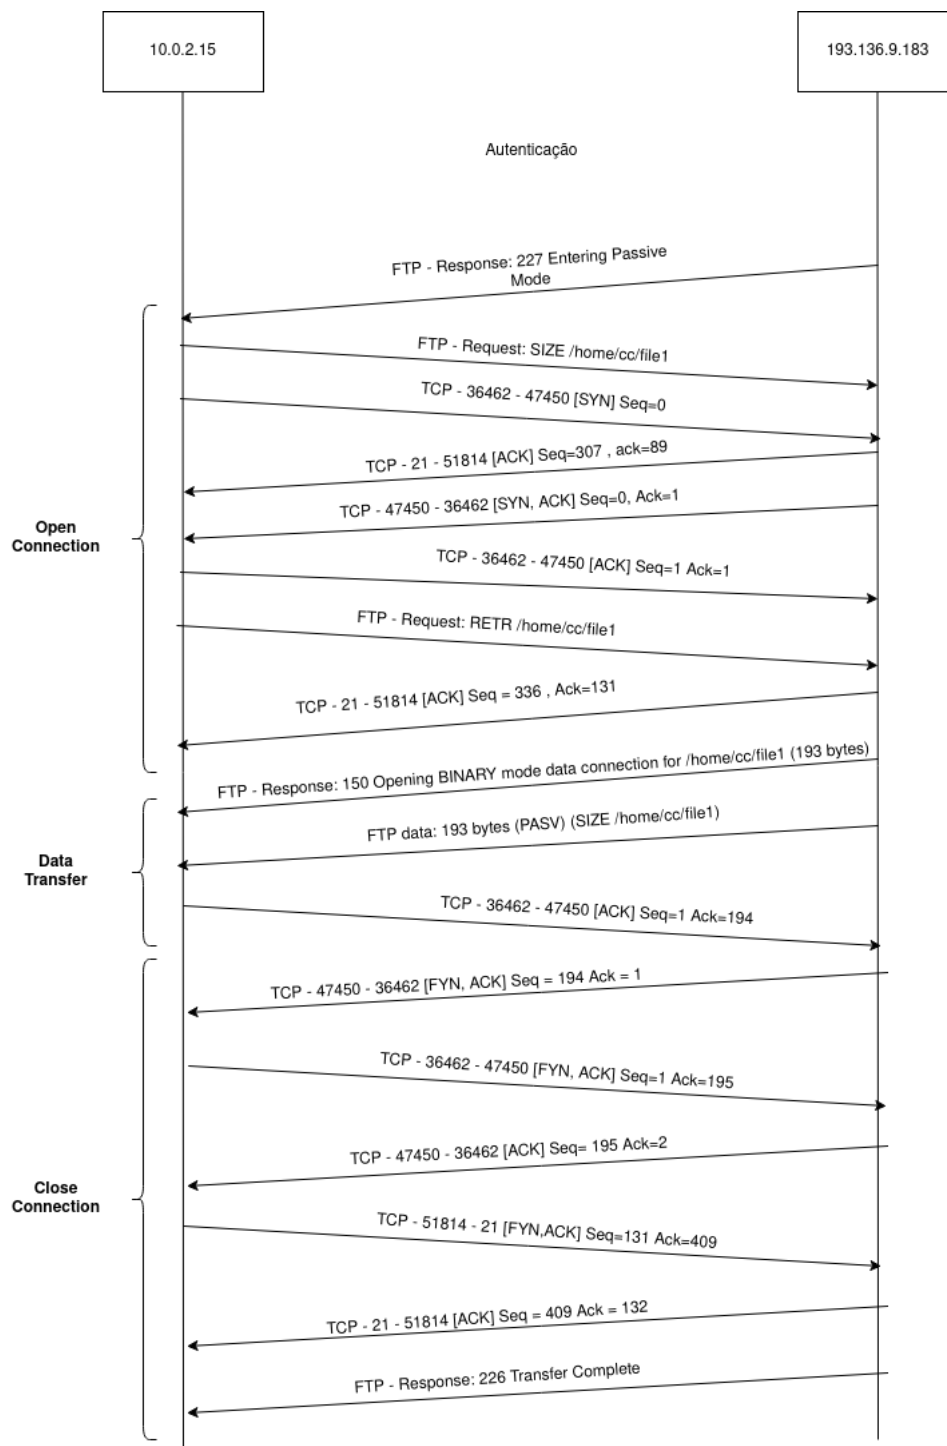 10.0.2.15
193.136.9.183
Autenticação
FTP - Response: 227 Entering Passive
Mode
FTP - Request: SIZE /home/cc/file1
TCP - 36462 - 47450 [SYN] Seq=0
TCP - 21 - 51814 [ACK] Seq=307 , ack=89
TCP - 47450 - 36462 [SYN, ACK] Seq=0, Ack=1
Open
Connection
TCP - 36462 - 47450 [ACK] Seq=1 Ack=1
FTP - Request: RETR /home/cc/file1
TCP - 21 - 51814 [ACK] Seq = 336 , Ack=131
FTP - Response: 150 Opening BINARY mode data connection for /home/cc/file1 (193 bytes)
FTP data: 193 bytes (PASV) (SIZE /home/cc/file1)
Data
Transfer
TCP - 36462 - 47450 [ACK] Seq=1 Ack=194
TCP - 47450 - 36462 [FYN, ACK] Seq = 194 Ack = 1
TCP - 36462 - 47450 [FYN, ACK] Seq=1 Ack=195
TCP - 47450 - 36462 [ACK] Seq= 195 Ack=2
Close
Connection
TCP - 51814 - 21 [FYN,ACK] Seq=131 Ack=409
TCP - 21 - 51814 [ACK] Seq = 409 Ack = 132
FTP - Response: 226 Transfer Complete